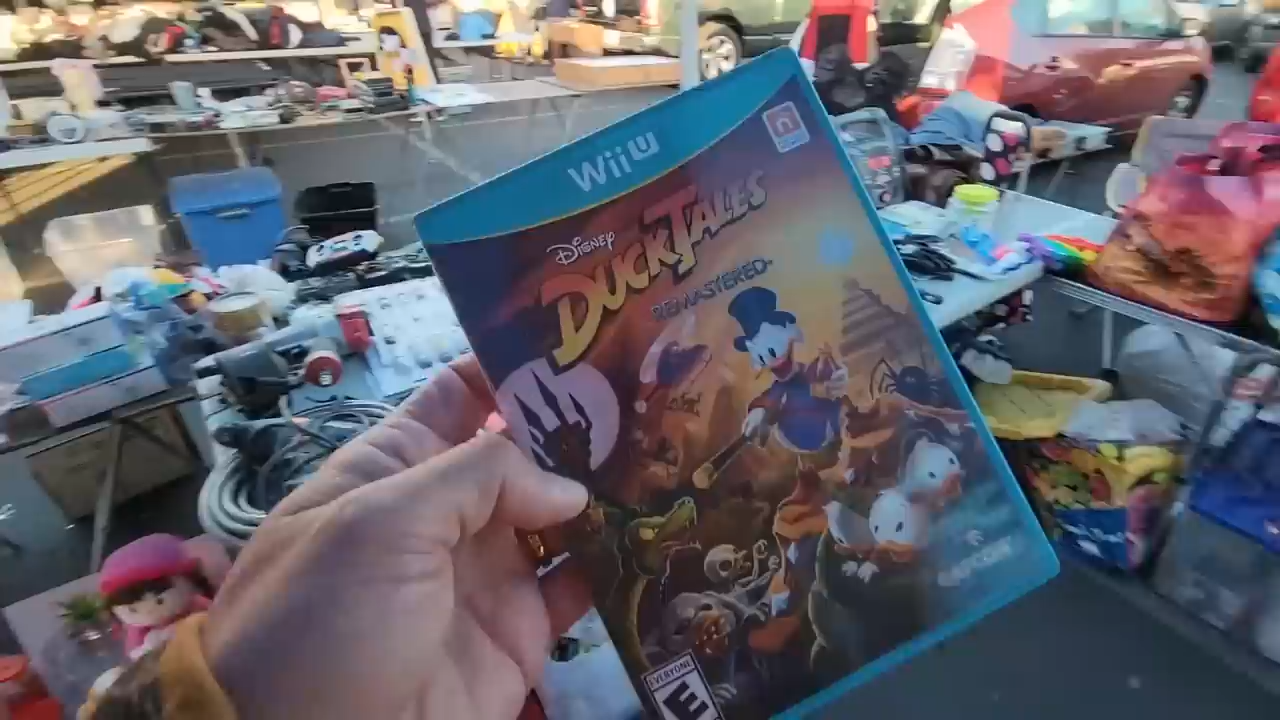 Wii U
Disney
DuckTales
REMASTERED
CAPCOM
EVERYONE
E